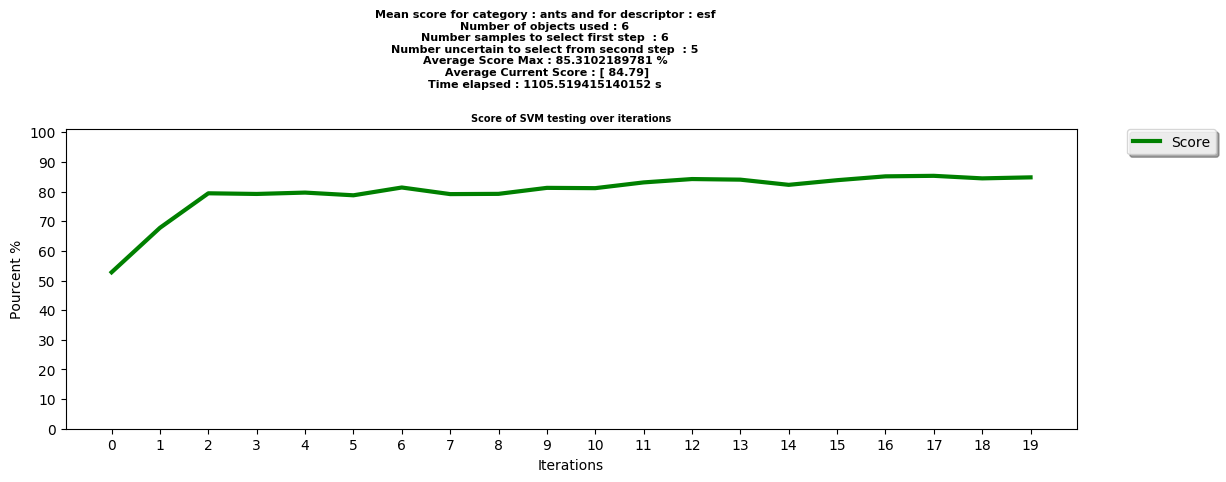 Mean score for category : ants and for descriptor : esf
Number of objects used : 6
Number samples to select first step  : 6
Number uncertain to select from second step  : 5
Average Score Max : 85.3102189781 %
Average Current Score : [ 84.79]
Time elapsed : 1105.519415140152 s
Score of SVM testing over iterations
Score
100
90
80
70
60
50
40
30
20
10
0
Pourcent %
0 1 2 3 4 5 6 7 8 9 10 11 12 13 14 15 16 17 18 19
Iterations